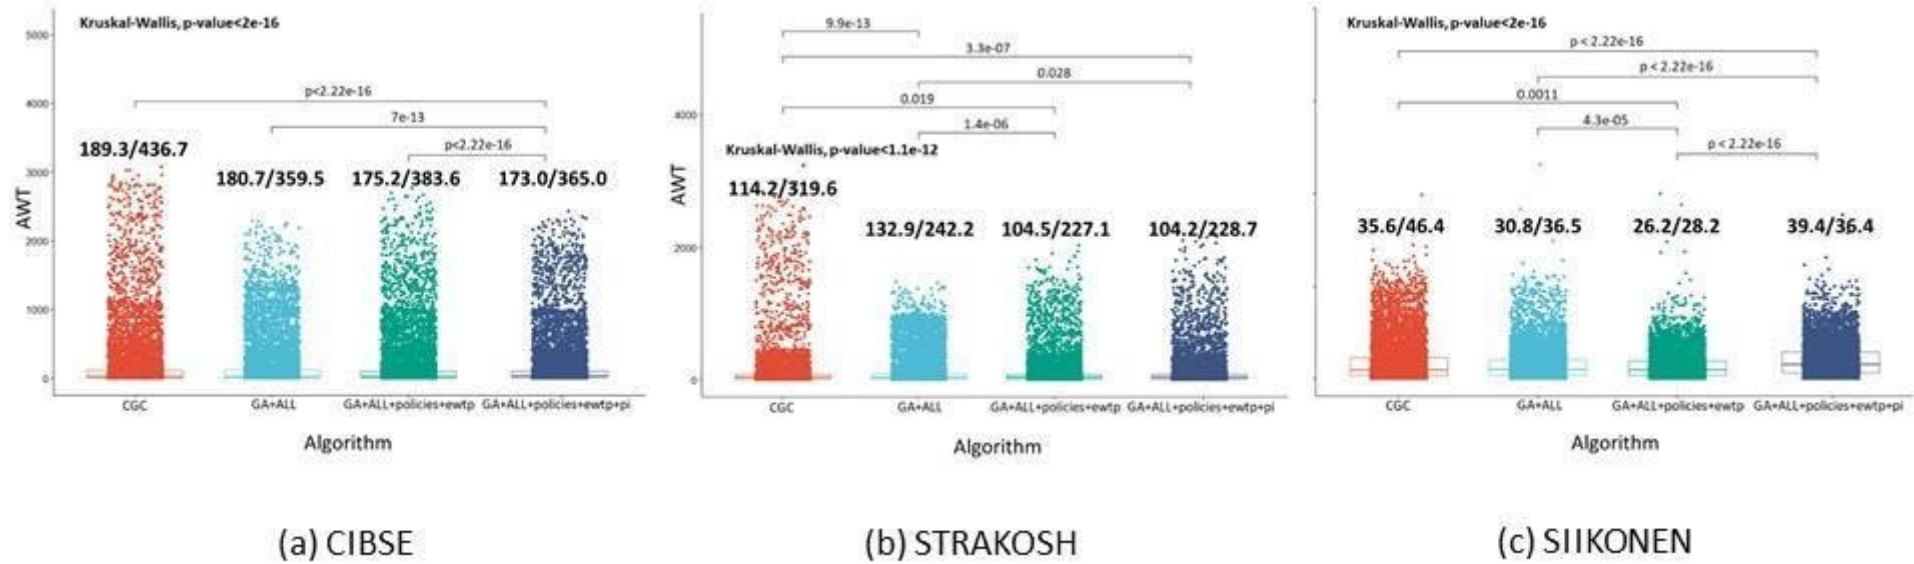 Kruskal-Wallis, p-value<2e-16
5000
4000
3000
2000
1000
0
AWT
p<2.22e-16
7e-13
p<2.22e-16
189.3/436.7
180.7/359.5 175.2/383.6 173.0/365.0
CGC GA+ALL GA+ALL+policies+ewtp GA+ALL+policies+ewtp+pi
Algorithm
(a) CIBSE
9.9e-13
3.3e-07
0.028
0.019
1.4e-06
4000
2000
0
AWT
Kruskal-Wallis, p-value<1.1e-12
114.2/319.6
132.9/242.2 104.5/227.1 104.2/228.7
CGC GA+ALL GA+ALL+policies+ewtp GA+ALL+policies+ewtp+pi
Algorithm
(b) STRAKOSH
Kruskal-Wallis, p-value<2e-16
p < 2.22e-16
p < 2.22e-16
0.0011
4.3e-05
p < 2.22e-16
35.6/46.4 30.8/36.5 26.2/28.2 39.4/36.4
CGC GA+ALL GA+ALL+policies+ewtp GA+ALL+policies+ewtp+pi
Algorithm
(c) SIIKONEN